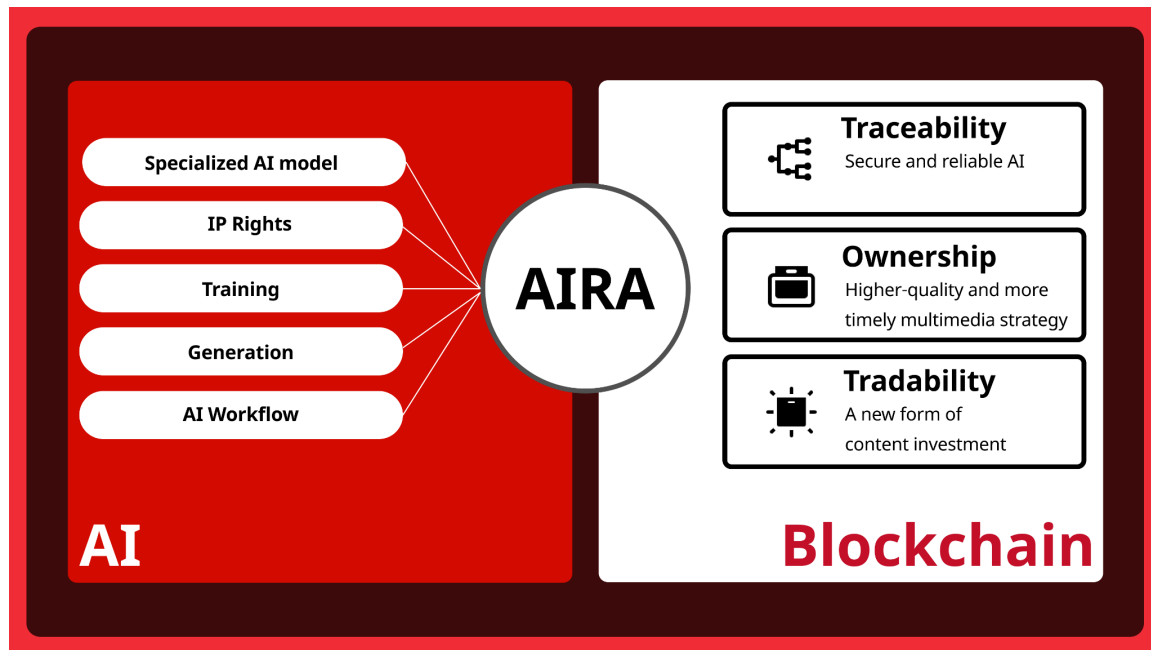 Specialized AI model
IP Rights
Training
Generation
AI Workflow
AI
AIRA
Traceability
Secure and reliable AI
Ownership
Higher-quality and more
timely multimedia strategy
Tradability
A new form of
content investment
Blockchain